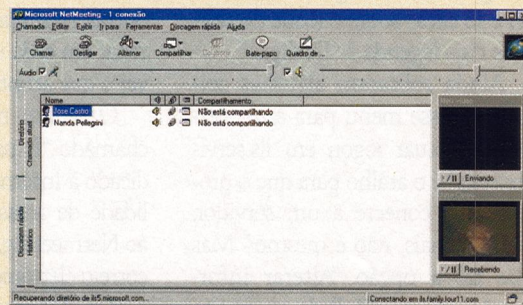 Microsoft NetMeeting - 1 conexão
Chamada Editar Exibir Ir para Ferramentas Discagem rápida Ajuda
Chamar Desligar Alternar Compartilhar Colaborar Bate-papo Quadro de ...
Áudio
Nome Compartilhamento
Jose Castro Não está compartilhando
Nanda Pellegrini Não está compartilhando
Diretório
Chamada atual
Discagem rápida
Histórico
Enviando
Recebendo
Recuperando diretório de ils5.microsoft.com...
Conectando em ils.family.four11.com